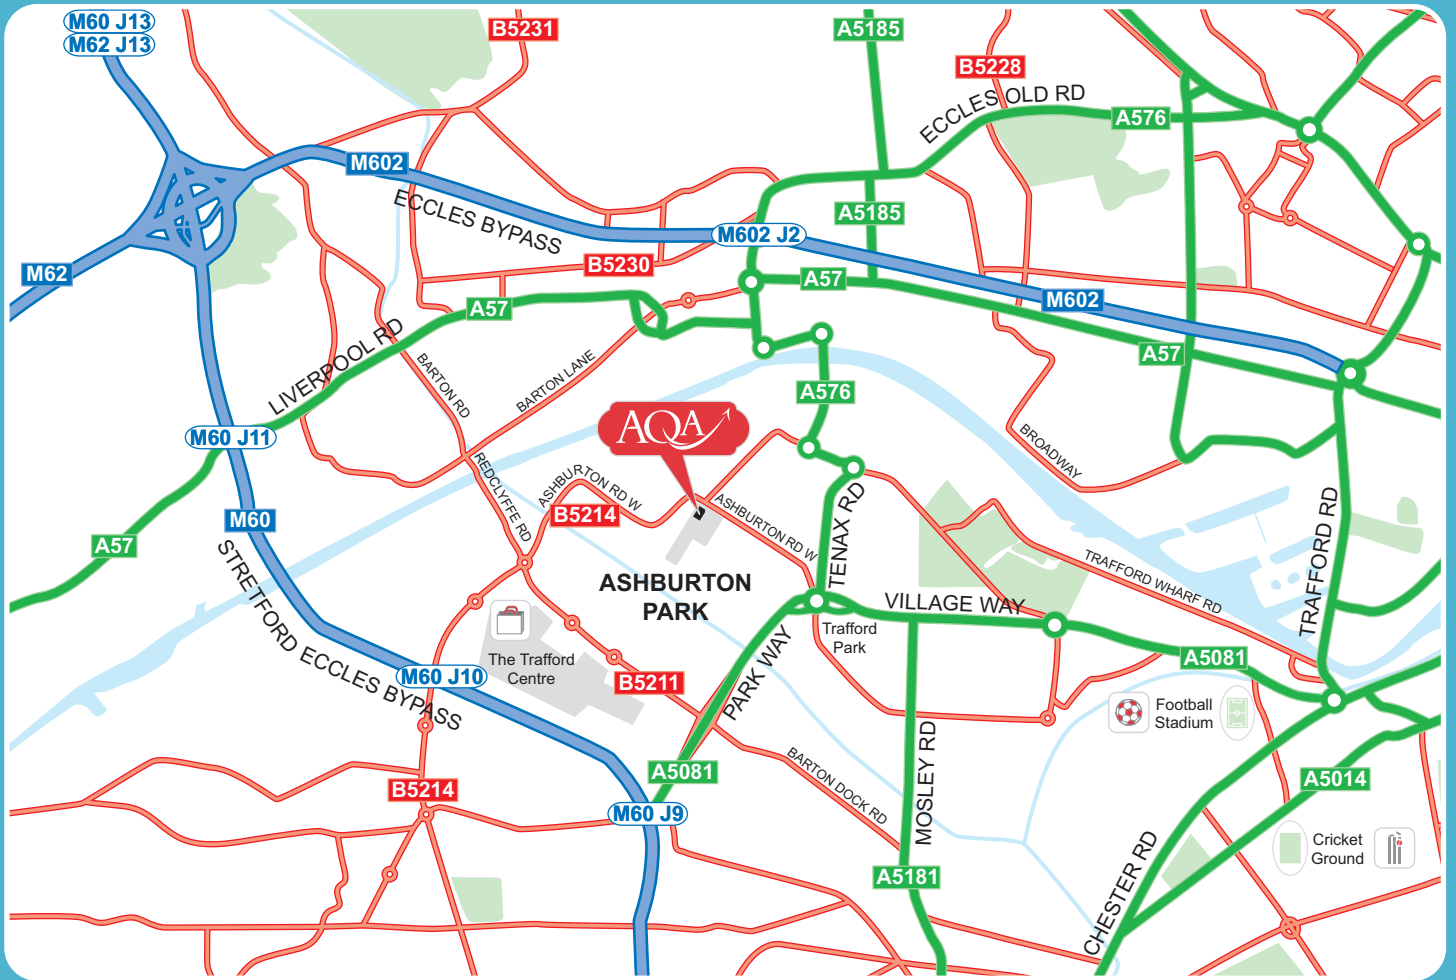 M60 J13
M62 J13
B5231
A5185
B5228
ECCLES OLD RD
A576
M602
ECCLES BYPASS
A5185
M602 J2
M62
B5230
A57
M602
A57
LIVERPOOL RD
BARTON RD
BARTON LANE
A57
A576
AQA
M60 J11
BROADWAY
REDCLYFFE RD
ASHBURTON RD W
B5214
ASHBURTON RD W
TENAX RD
M60
A57
TRAFFORD RD
TRAFFORD WHARF RD
STRETFORD ECCLES BYPASS
ASHBURTON
PARK
VILLAGE WAY
Trafford
Park
The Trafford
Centre
PARK WAY
A5081
M60 J10
B5211
Football
Stadium
MOSLEY RD
A5081
BARTON DOCK RD
A5014
B5214
M60 J9
Cricket
Ground
CHESTER RD
A5181